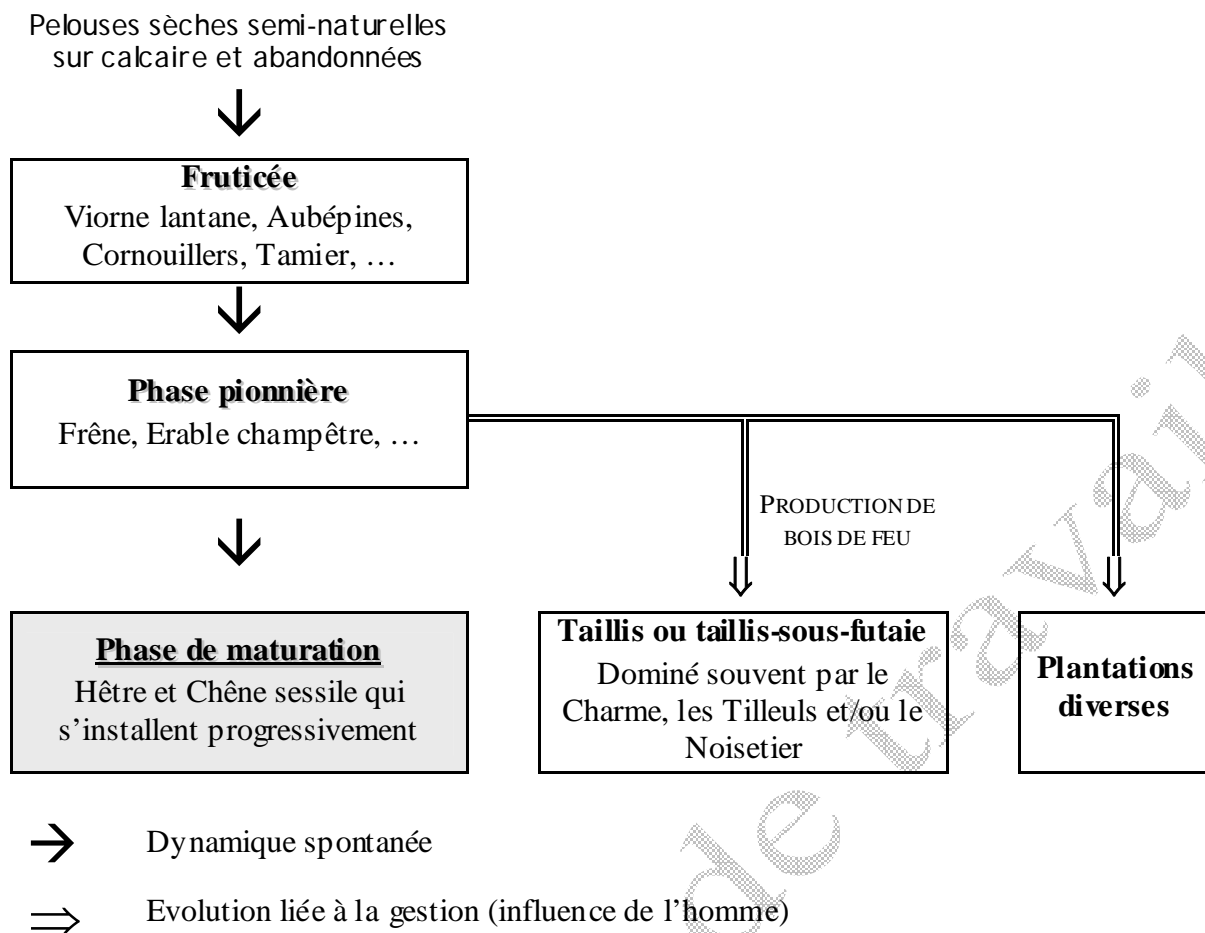 Pelouses sèches semi-naturelles
sur calcaire et abandonnées
Fruticée
Viorne lantane, Aubépines,
Cornouillers, Tamier, …
Phase pionnière
Frêne, Erable champêtre, …
PRODUCTION DE
BOIS DE FEU
Phase de maturation
Hêtre et Chêne sessile qui
s’installent progressivement
Taillis ou taillis-sous-futaie
Dominé souvent par le
Charme, les Tilleuls et/ou le
Noisetier
Plantations
diverses
Dynamique spontanée
Evolution liée à la gestion (influence de l’homme)
de travail